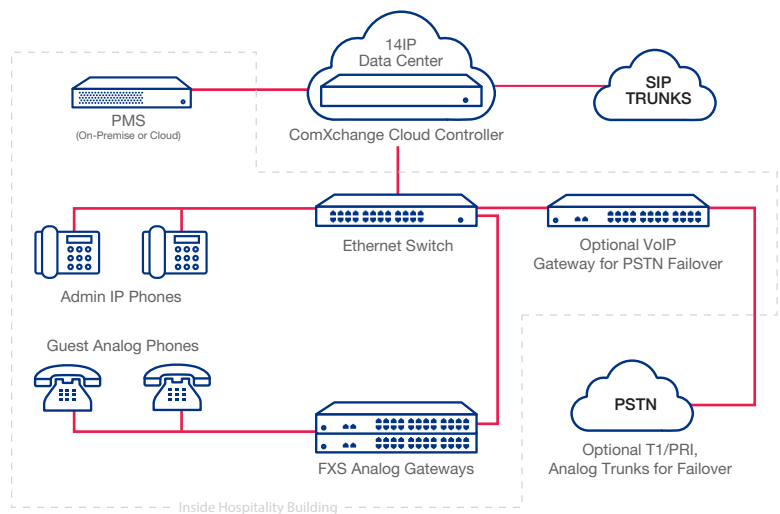 14IP
Data Center
SIP
TRUNKS
PMS
(On-Premise or Cloud)
ComXchange Cloud Controller
Ethernet Switch
Optional VoIP
Gateway for PSTN Failover
Admin IP Phones
Guest Analog Phones
PSTN
FXS Analog Gateways
Optional T1/PRI,
Analog Trunks for Failover
Inside Hospitality Building